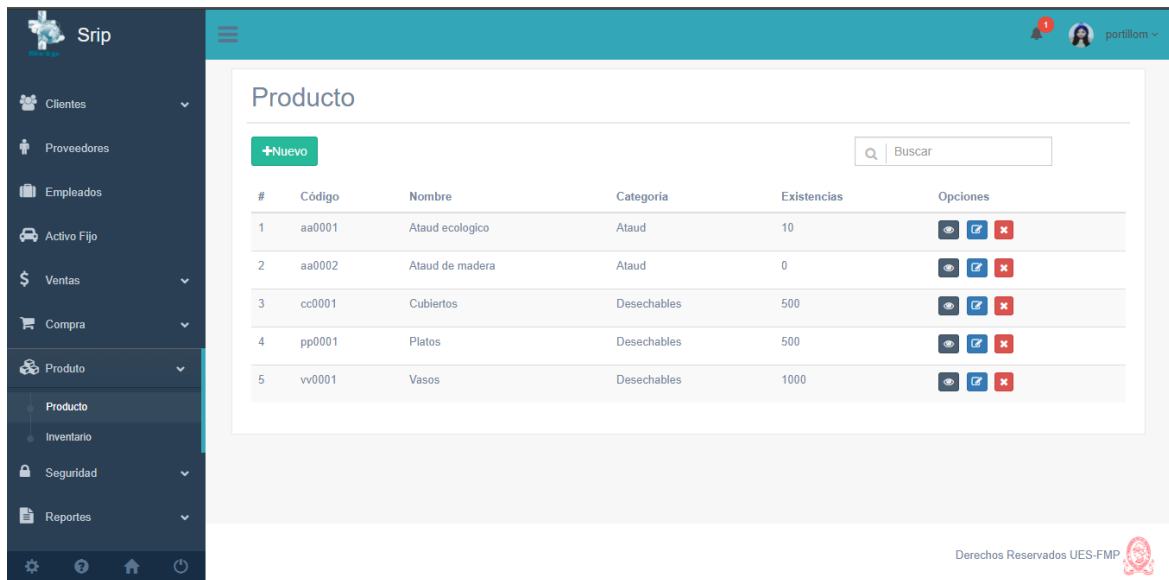 Srip
1
portillom
Clientes
Proveedores
Empleados
Activo Fijo
Ventas
Compra
Produto
Producto
Inventario
Seguridad
Reportes
Producto
+Nuevo
Buscar
# Código Nombre Categoría Existencias Opciones
1 aa0001 Ataud ecologico Ataud 10
2 aa0002 Ataud de madera Ataud 0
3 cc0001 Cubiertos Desechables 500
4 pp0001 Platos Desechables 500
5 vv0001 Vasos Desechables 1000
Derechos Reservados UES-FMP